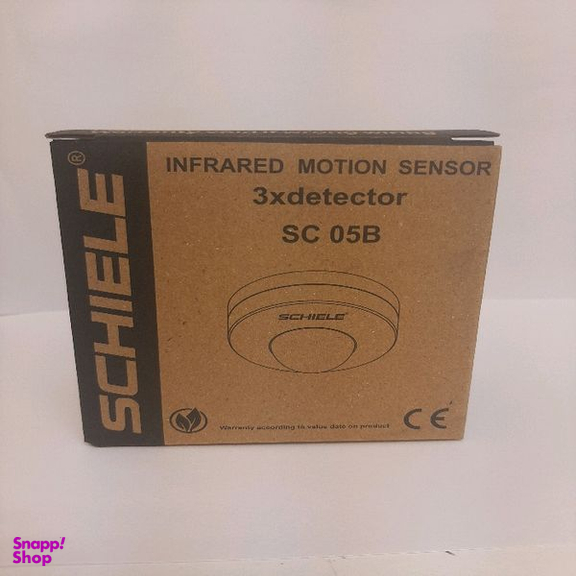 SCHIELE®
INFRARED MOTION SENSOR
3xdetector
SC 05B
SCHIELE
Warranty according to value date on product
CE
Snapp!
Shop